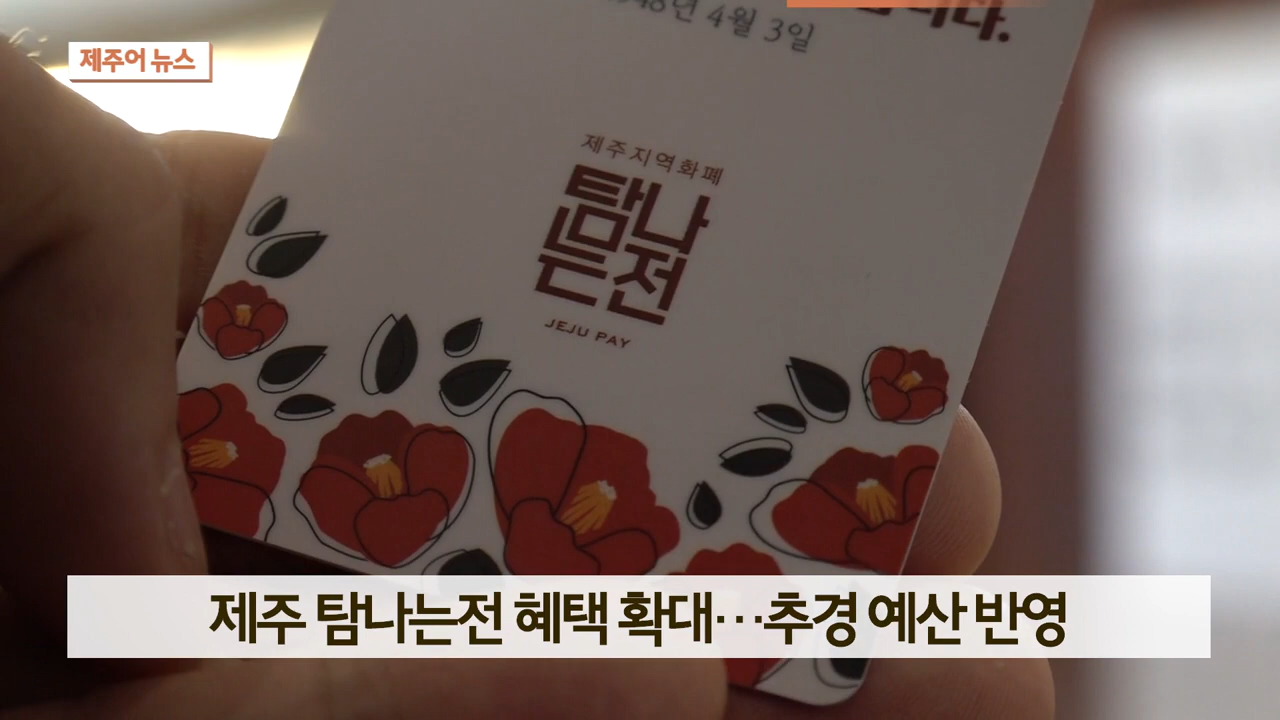 제주어 뉴스
4월 3일
제주지역화폐
탐나
는전
JEJU PAY
제주 탐나는전 혜택 확대···추경 예산 반영